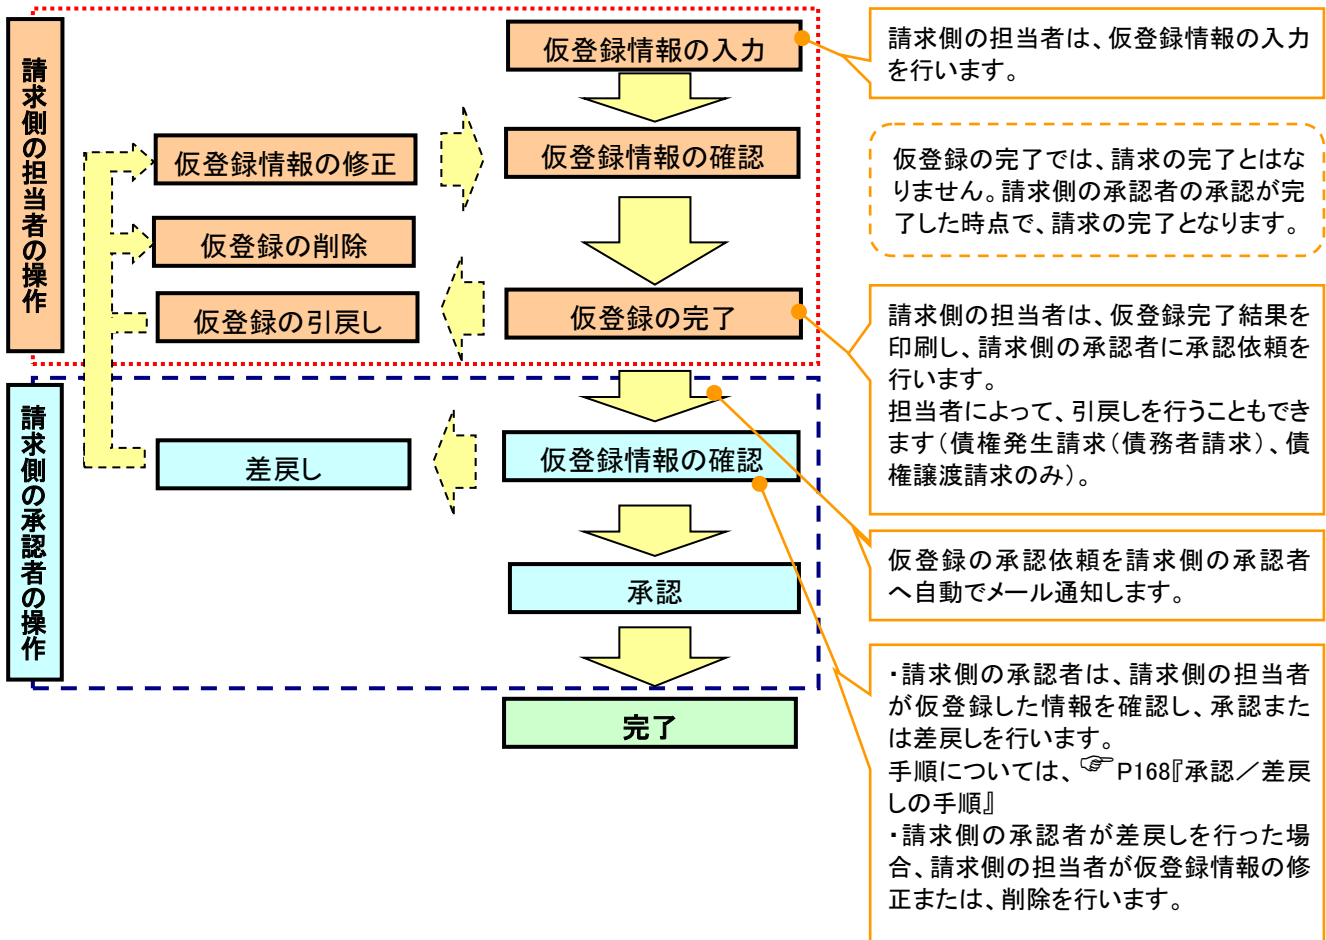 請求側の担当者の操作
仮登録情報の入力
仮登録情報の修正
仮登録情報の確認
仮登録の削除
仮登録の引戻し
仮登録の完了
請求側の承認者の操作
差戻し
仮登録情報の確認
承認
完了
請求側の担当者は、仮登録情報の入力
を行います。
仮登録の完了では、請求の完了とはな
りません。請求側の承認者の承認が完
了した時点で、請求の完了となります。
請求側の担当者は、仮登録完了結果を
印刷し、請求側の承認者に承認依頼を
行います。
担当者によって、引戻しを行うこともでき
ます(債権発生請求(債務者請求)、債
権譲渡請求のみ)。
仮登録の承認依頼を請求側の承認者
へ自動でメール通知します。
・請求側の承認者は、請求側の担当者
が仮登録した情報を確認し、承認また
は差戻しを行います。
手順については、☞P168『承認/差戻
しの手順』
・請求側の承認者が差戻しを行った場
合、請求側の担当者が仮登録情報の修
正または、削除を行います。